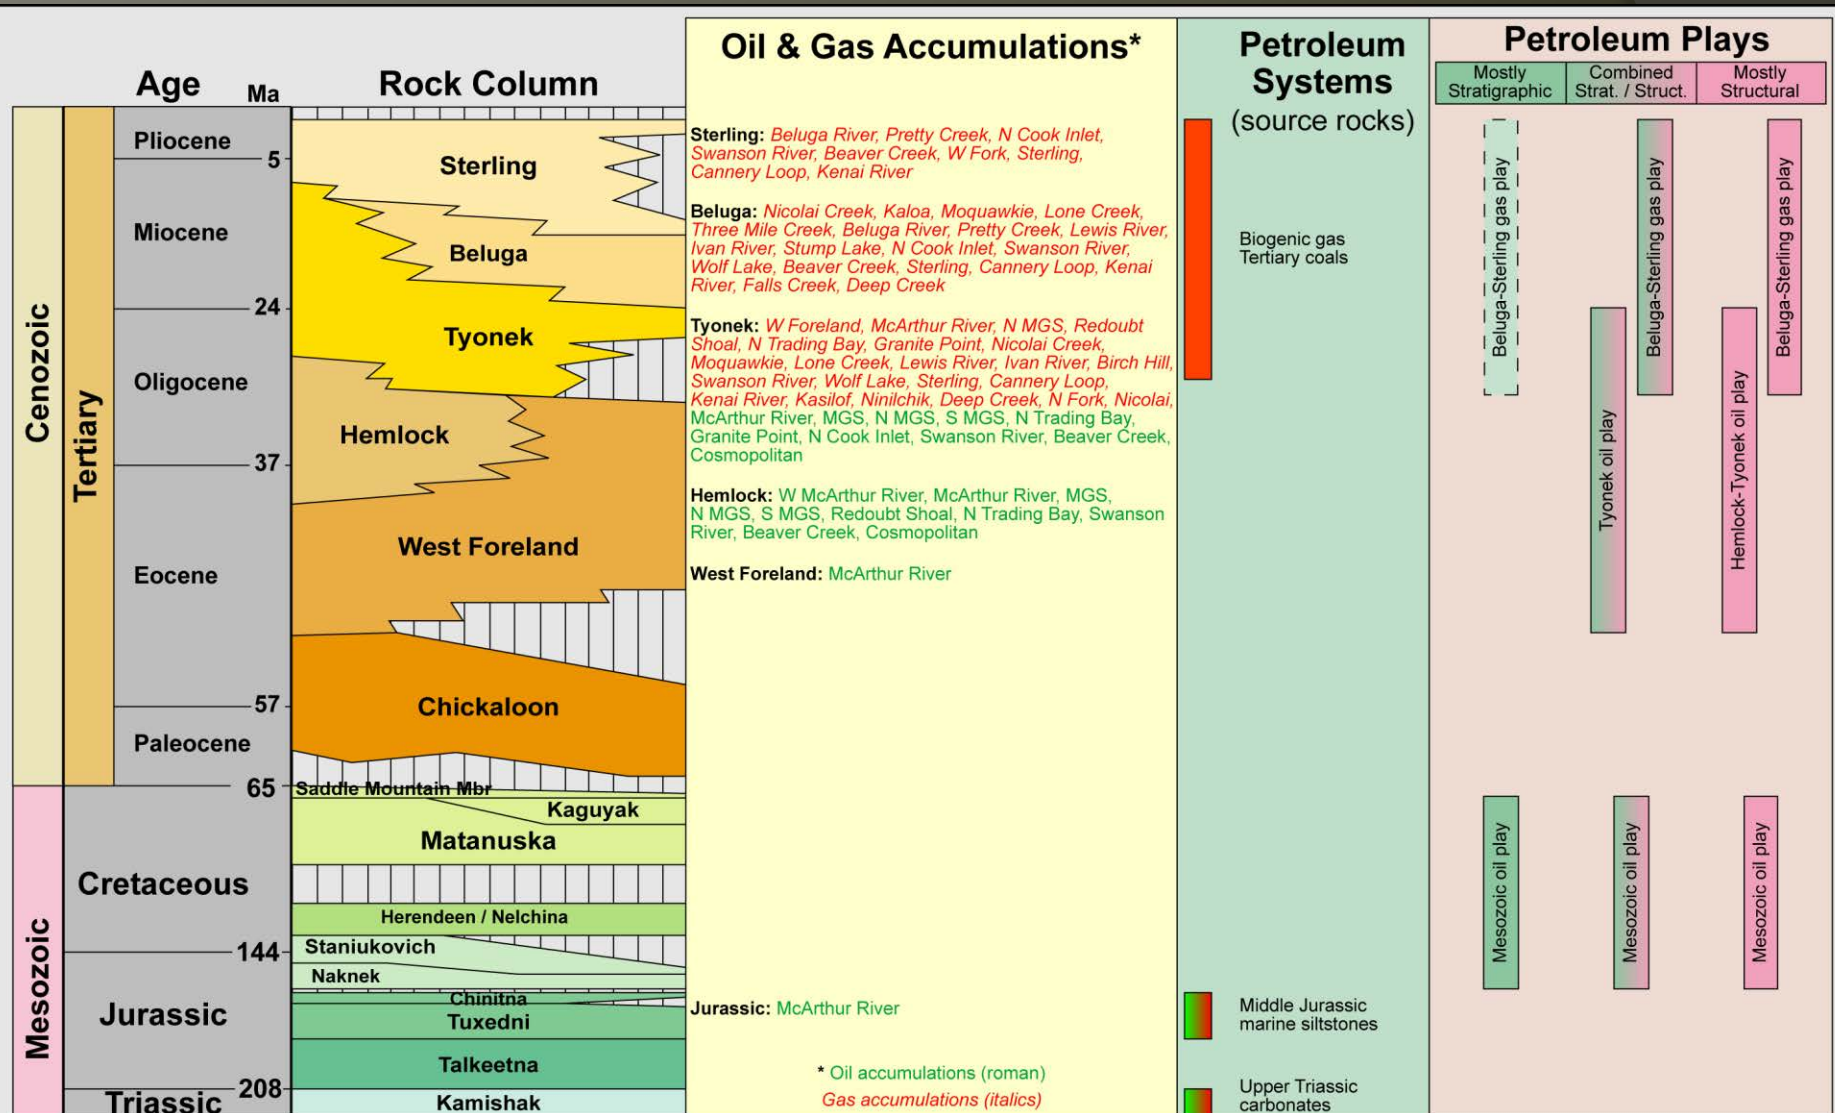 Age
Ma
Rock Column
Oil & Gas Accumulations*
Petroleum
Systems
(source rocks)
Petroleum Plays
Mostly
Stratigraphic
Combined
Strat. / Struct.
Mostly
Structural
Cenozoic
Tertiary
Pliocene
5
Miocene
24
Oligocene
37
Eocene
57
Paleocene
65
Mesozoic
Cretaceous
144
Jurassic
208
Triassic
Sterling
Beluga
Tyonek
Hemlock
West Foreland
Chickaloon
Saddle Mountain Mbr
Kaguyak
Matanuska
Herendeen / Nelchina
Staniukovich
Naknek
Chinitna
Tuxedni
Talkeetna
Kamishak
Sterling: Beluga River, Pretty Creek, N Cook Inlet,
Swanson River, Beaver Creek, W Fork, Sterling,
Cannery Loop, Kenai River
Beluga: Nicolai Creek, Kaloa, Moquawkie, Lone Creek,
Three Mile Creek, Beluga River, Pretty Creek, Lewis River,
Ivan River, Stump Lake, N Cook Inlet, Swanson River,
Wolf Lake, Beaver Creek, Sterling, Cannery Loop, Kenai
River, Falls Creek, Deep Creek
Tyonek: W Foreland, McArthur River, N MGS, Redoubt
Shoal, N Trading Bay, Granite Point, Nicolai Creek,
Moquawkie, Lone Creek, Lewis River, Ivan River, Birch Hill,
Swanson River, Wolf Lake, Sterling, Cannery Loop,
Kenai River, Kasilof, Ninilchik, Deep Creek, N Fork, Nicolai,
McArthur River, MGS, N MGS, S MGS, N Trading Bay,
Granite Point, N Cook Inlet, Swanson River, Beaver Creek,
Cosmopolitan
Hemlock: W McArthur River, McArthur River, MGS,
N MGS, S MGS, Redoubt Shoal, N Trading Bay, Swanson
River, Beaver Creek, Cosmopolitan
West Foreland: McArthur River
Jurassic: McArthur River
* Oil accumulations (roman)
Gas accumulations (italics)
Biogenic gas
Tertiary coals
Middle Jurassic
marine siltstones
Upper Triassic
carbonates
Beluga-Sterling gas play
Beluga-Sterling gas play
Beluga-Sterling gas play
Tyonek oil play
Hemlock-Tyonek oil play
Mesozoic oil play
Mesozoic oil play
Mesozoic oil play